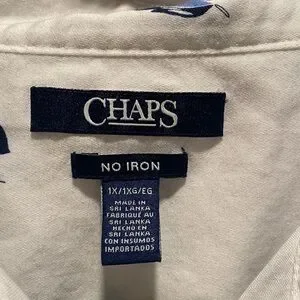 CHAPS
NO IRON
1X/1XG/EG
MADE IN
SRI LANKA
FABRIQUÉ AU
SRI LANKA
HECHO EN
SRI LANKA
CON INSUMOS
IMPORTADOS